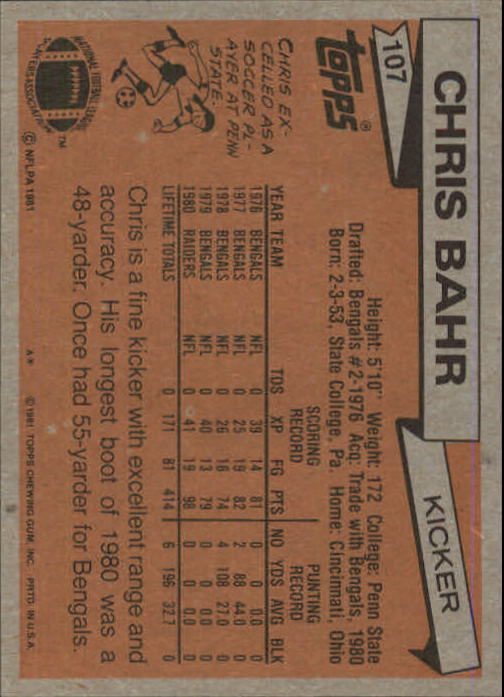 107
CHRIS BAHR
KICKER
topps®
Height: 5'10" Weight: 172 College: Penn State
Drafted: Bengals #2-1976 Acq: Trade with Bengals, 1980
Born: 2-3-53, State College, Pa. Home: Cincinnati, Ohio
CHRIS EX-
CELLED AS A
SOCCER PL-
AYER AT PENN
STATE.
SCORING RECORD PUNTING RECORD
YEAR TEAM TDS XP FG PTS NO YDS AVG BLK
1976 BENGALS NFL 0 39 14 81 0 0 0.0 0
1977 BENGALS NFL 0 25 19 82 2 88 44.0 0
1978 BENGALS NFL 0 26 16 74 4 108 27.0 0
1979 BENGALS NFL 0 40 13 79 0 0 0.0 0
1980 RAIDERS NFL 0 41 19 98 0 0 0.0 0
LIFETIME TOTALS 0 171 81 414 6 196 32.7 0
Chris is a fine kicker with excellent range and
accuracy. His longest boot of 1980 was a
48-yarder. Once had 55-yarder for Bengals.
NATIONAL FOOTBALL LEAGUE
PLAYERS ASSOCIATION
TM
© NFLPA 1981
A* © 1981 TOPPS CHEWING GUM, INC. PRTD. IN U.S.A.